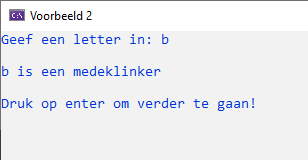 Voorbeeld 2
Geef een letter in: b
b is een medeklinker
Druk op enter om verder te gaan!